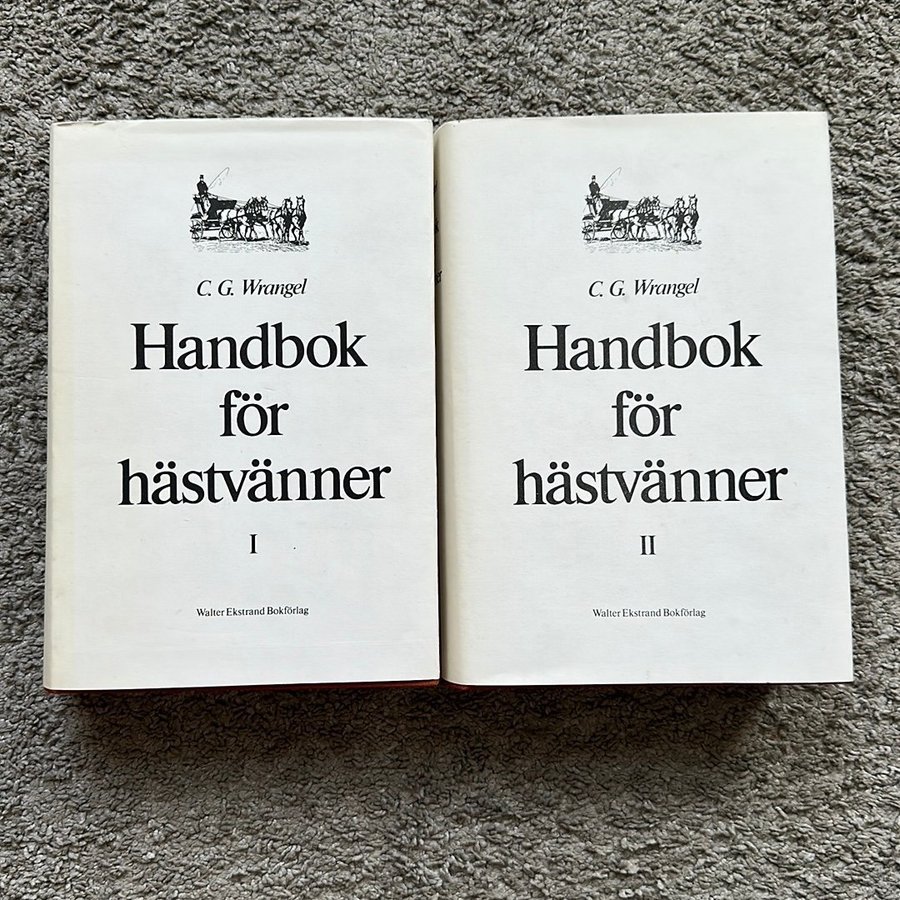 C. G. Wrangel
Handbok
för
hästvänner
I
Walter Ekstrand Bokförlag
C. G. Wrangel
Handbok
för
hästvänner
II
Walter Ekstrand Bokförlag